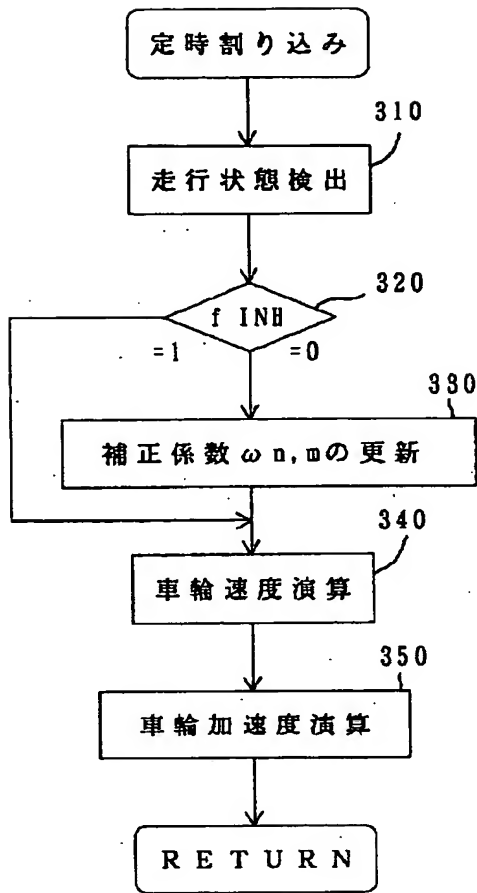 定時割り込み
310
走行状態検出
320
f INH
=1 =0
330
補正係数ωn,mの更新
340
車輪速度演算
350
車輪加速度演算
RETURN